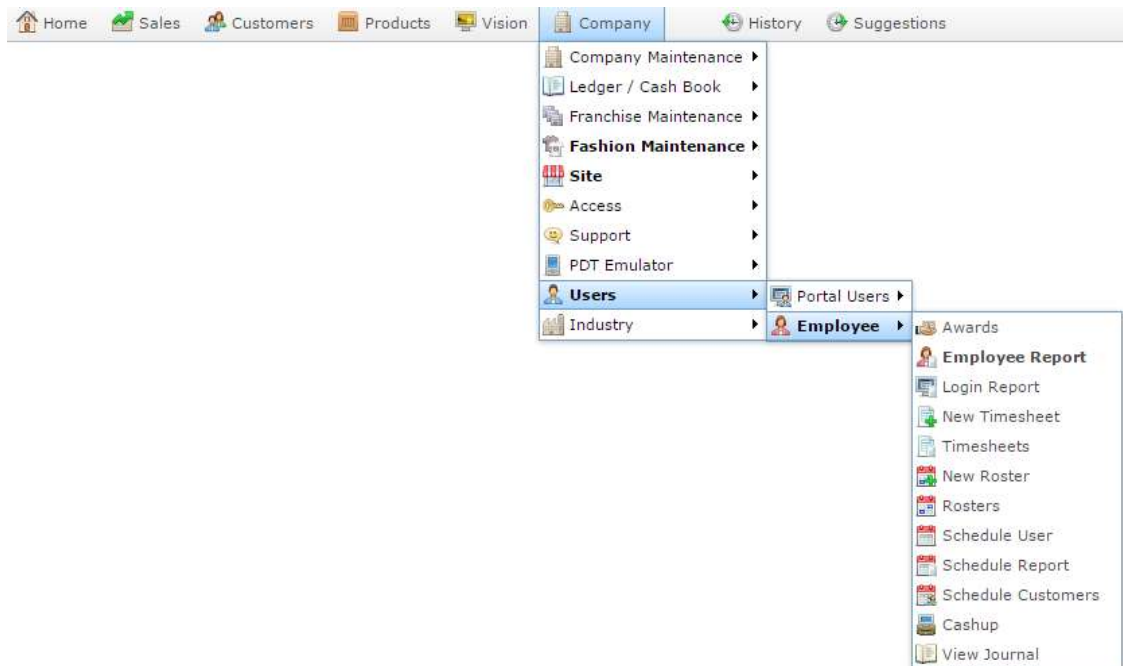 Home Sales Customers Products Vision Company History Suggestions
Company Maintenance
Ledger / Cash Book
Franchise Maintenance
Fashion Maintenance
Site
Access
Support
PDT Emulator
Users
Industry
Portal Users
Employee
Awards
Employee Report
Login Report
New Timesheet
Timesheets
New Roster
Rosters
Schedule User
Schedule Report
Schedule Customers
Cashup
View Journal